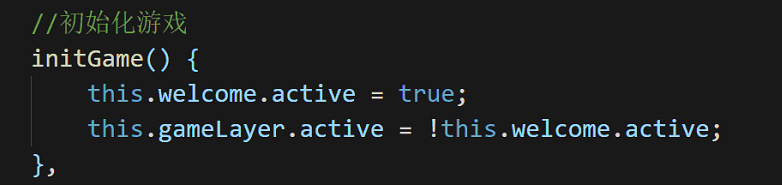 //初始化游戏
initGame() {
    this.welcome.active = true;
    this.gameLayer.active = !this.welcome.active;
},